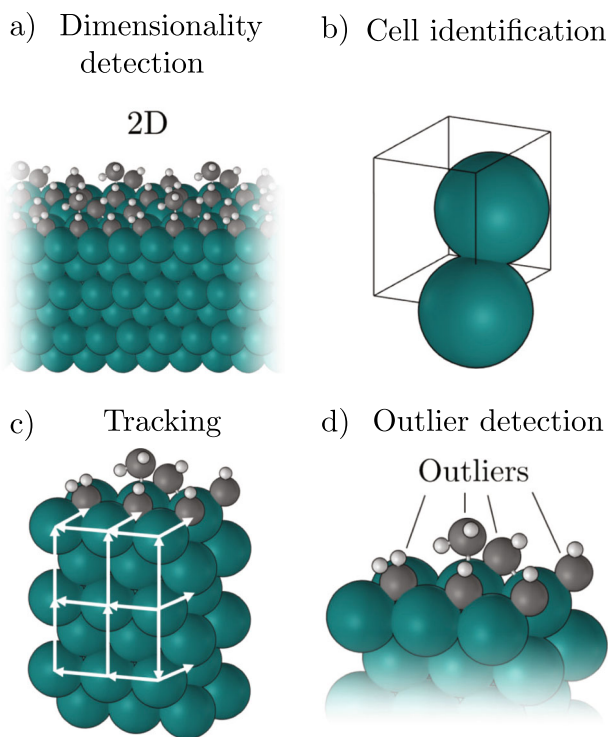 a) Dimensionality
detection
2D
b) Cell identification
c) Tracking
d) Outlier detection
Outliers